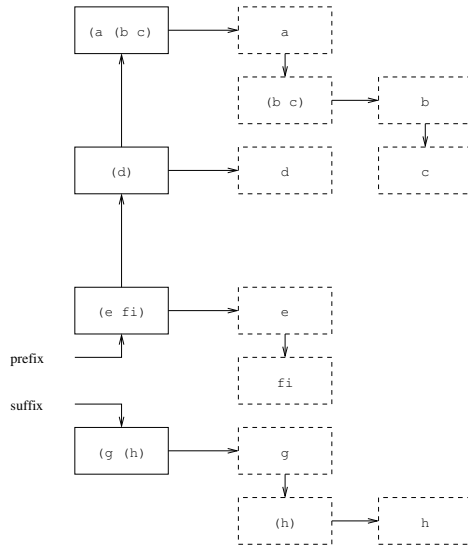 (a (b c) a
(b c) b
(d) d c
(e fi) e
prefix
fi
suffix
(g (h) g
(h) h